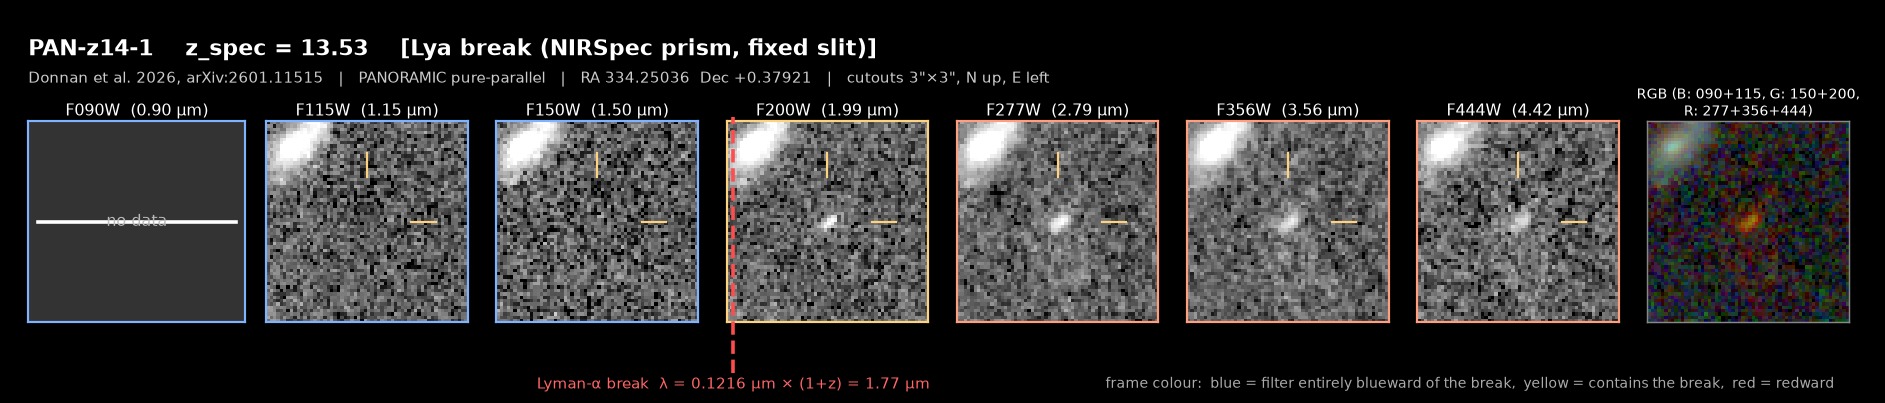 PAN-z14-1    z_spec = 13.53    [Lya break (NIRSpec prism, fixed slit)]
Donnan et al. 2026, arXiv:2601.11515   |   PANORAMIC pure-parallel   |   RA 334.25036  Dec +0.37921   |   cutouts 3"×3", N up, E left
F090W  (0.90 μm)
F115W  (1.15 μm)
F150W  (1.50 μm)
F200W  (1.99 μm)
F277W  (2.79 μm)
F356W  (3.56 μm)
F444W  (4.42 μm)
RGB (B: 090+115, G: 150+200,
R: 277+356+444)
no data
Lyman-α break  λ = 0.1216 μm × (1+z) = 1.77 μm
frame colour:  blue = filter entirely blueward of the break,  yellow = contains the break,  red = redward